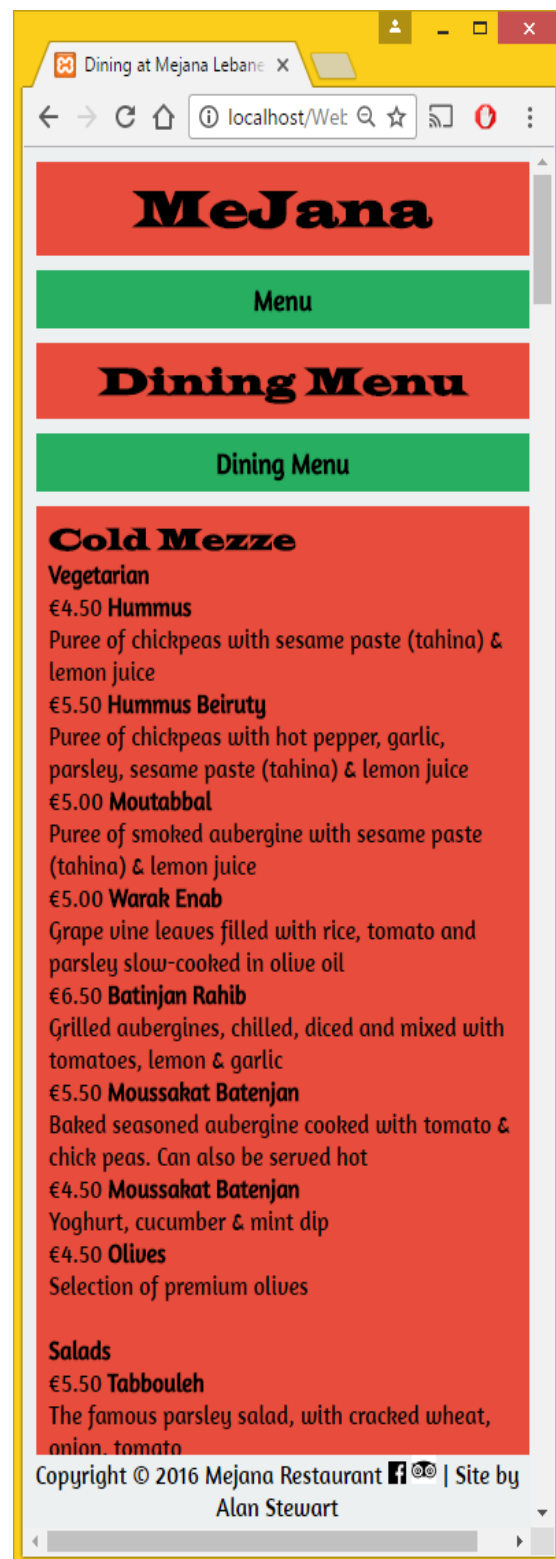 Dining at Mejana Lebane
localhost/Web
MeJana
Menu
Dining Menu
Dining Menu
Cold Mezze
Vegetarian
€4.50 Hummus
Puree of chickpeas with sesame paste (tahina) &
lemon juice
€5.50 Hummus Beiruty
Puree of chickpeas with hot pepper, garlic,
parsley, sesame paste (tahina) & lemon juice
€5.00 Moutabbal
Puree of smoked aubergine with sesame paste
(tahina) & lemon juice
€5.00 Warak Enab
Grape vine leaves filled with rice, tomato and
parsley slow-cooked in olive oil
€6.50 Batinjan Rahib
Grilled aubergines, chilled, diced and mixed with
tomatoes, lemon & garlic
€5.50 Moussakat Batenjan
Baked seasoned aubergine cooked with tomato &
chick peas. Can also be served hot
€4.50 Moussakat Batenjan
Yoghurt, cucumber & mint dip
€4.50 Olives
Selection of premium olives
Salads
€5.50 Tabbouleh
The famous parsley salad, with cracked wheat,
onion, tomato
Copyright © 2016 Mejana Restaurant | Site by
Alan Stewart